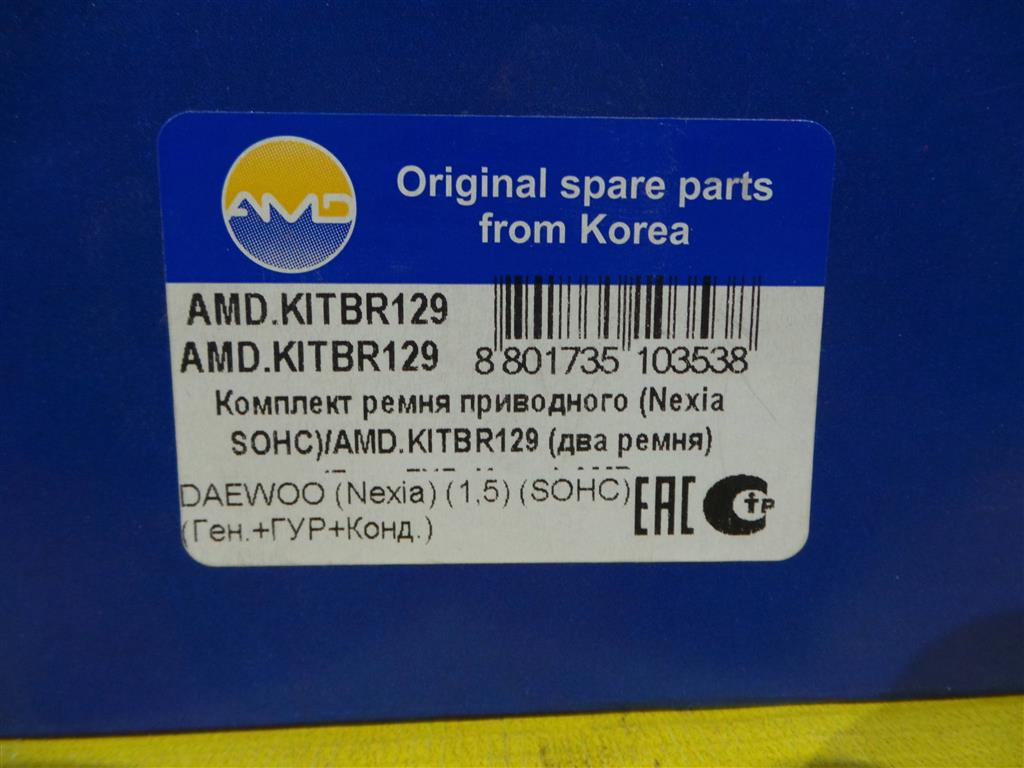 AMD
Original spare parts
from Korea
AMD.KITBR129
AMD.KITBR129
8 801735 103538
Комплект ремня приводного (Nexia
SOHC)/AMD.KITBR129 (два ремня)
DAEWOO (Nexia) (1,5) (SOHC)
(Ген.+ГУР+Конд.)
EAC
СТР